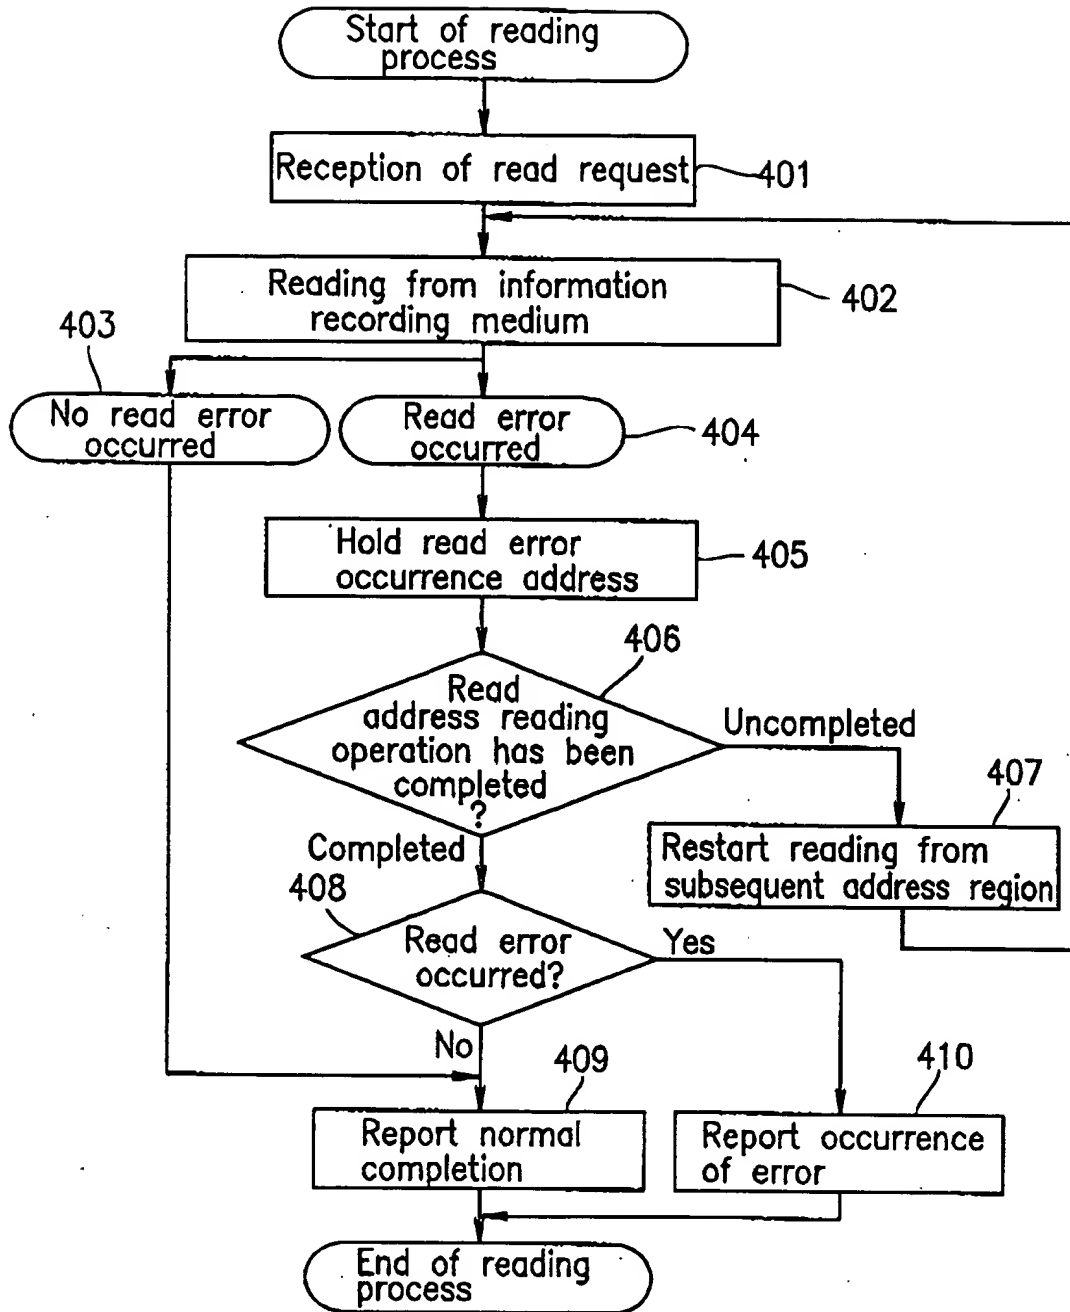 Start of reading
process
Reception of read request
401
Reading from information
recording medium
402
403
No read error
occurred
Read error
occurred
404
Hold read error
occurrence address
405
406
Read
address reading
operation has been
completed
?
Uncompleted
407
Restart reading from
subsequent address region
Completed
408
Read error
occurred?
Yes
No
409
Report normal
completion
410
Report occurrence
of error
End of reading
process